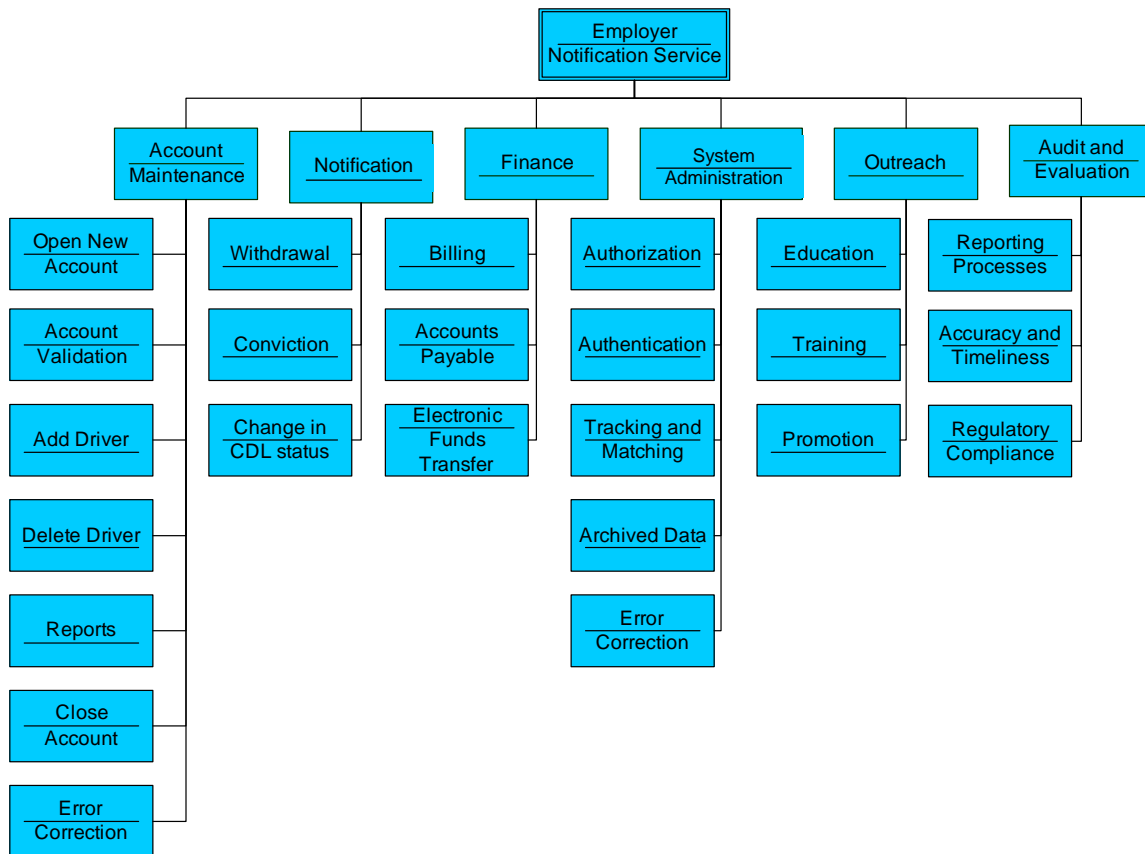 Employer
Notification Service
Account
Maintenance
Notification
Finance
System
Administration
Outreach
Audit and
Evaluation
Open New
Account
Account
Validation
Add Driver
Delete Driver
Reports
Close
Account
Error
Correction
Withdrawal
Conviction
Change in
CDL status
Billing
Accounts
Payable
Electronic
Funds
Transfer
Authorization
Authentication
Tracking and
Matching
Archived Data
Error
Correction
Education
Training
Promotion
Reporting
Processes
Accuracy and
Timeliness
Regulatory
Compliance